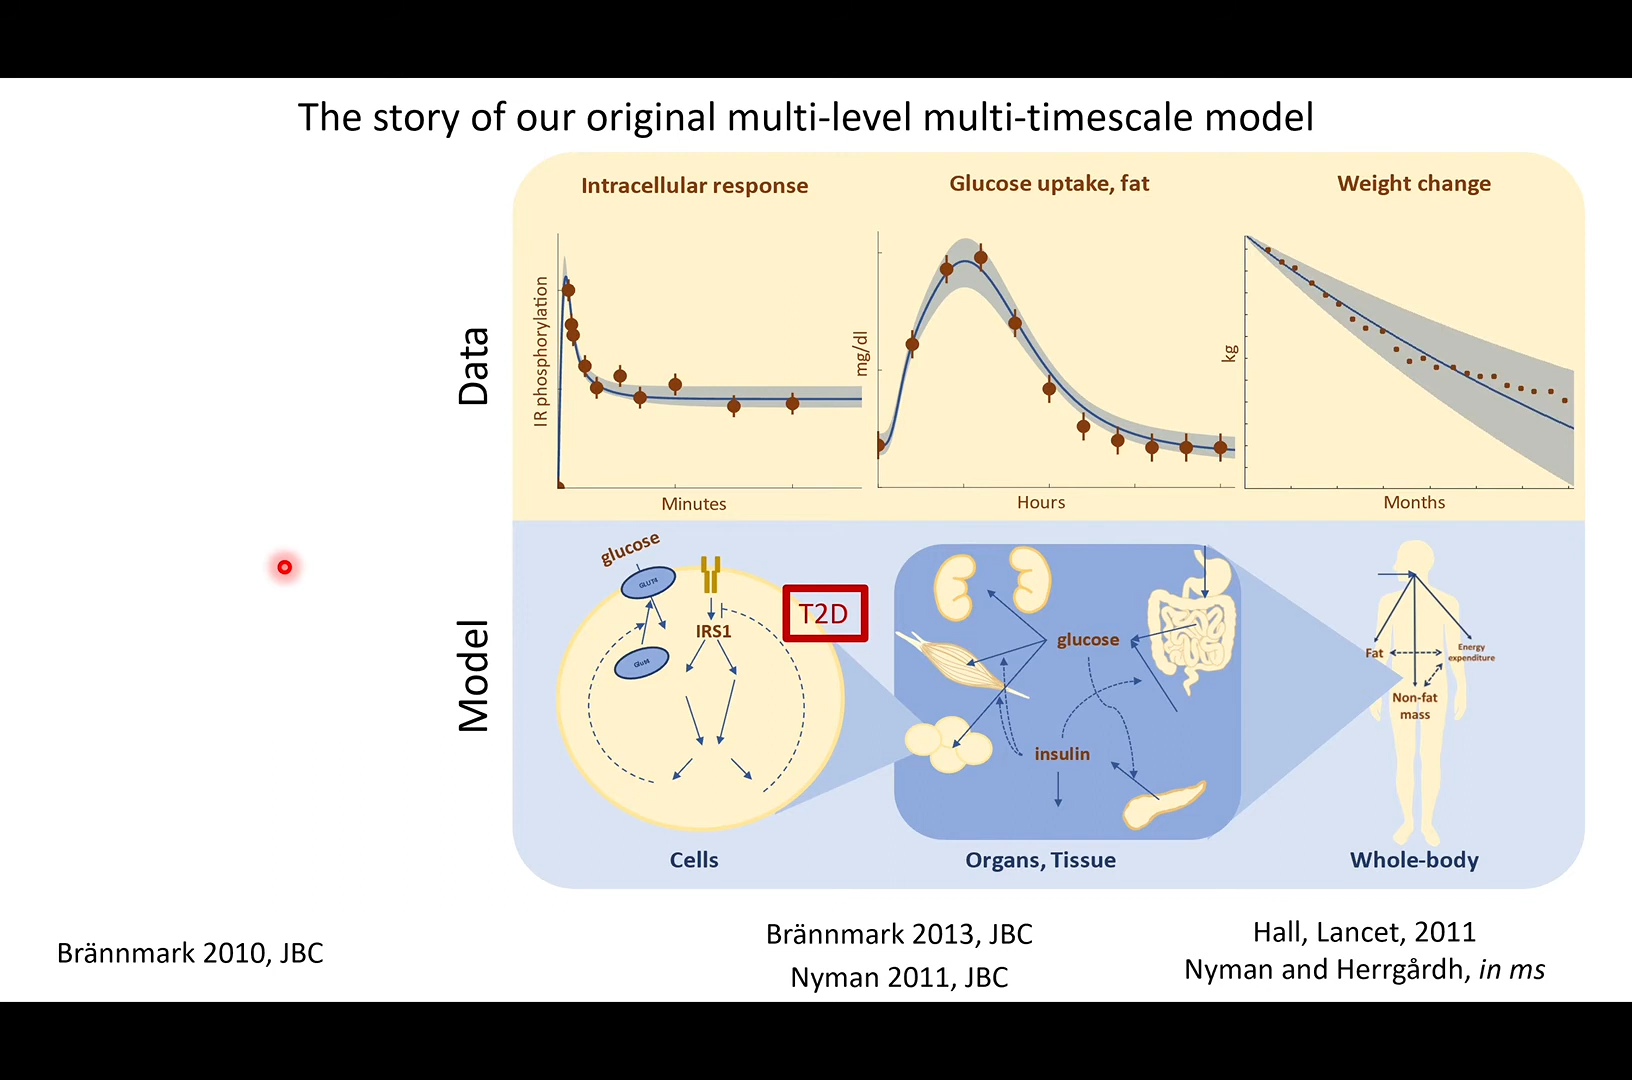 The story of our original multi-level multi-timescale model
Data
Intracellular response
Glucose uptake, fat
Weight change
IR phosphorylation
mg/dl
kg
Minutes
Hours
Months
Model
glucose
GLUT4
IRS1
Glut4
T2D
glucose
insulin
Fat
Energy
expenditure
Non-fat
mass
Cells
Organs, Tissue
Whole-body
Brännmark 2010, JBC
Brännmark 2013, JBC
Nyman 2011, JBC
Hall, Lancet, 2011
Nyman and Herrgårdh, in ms